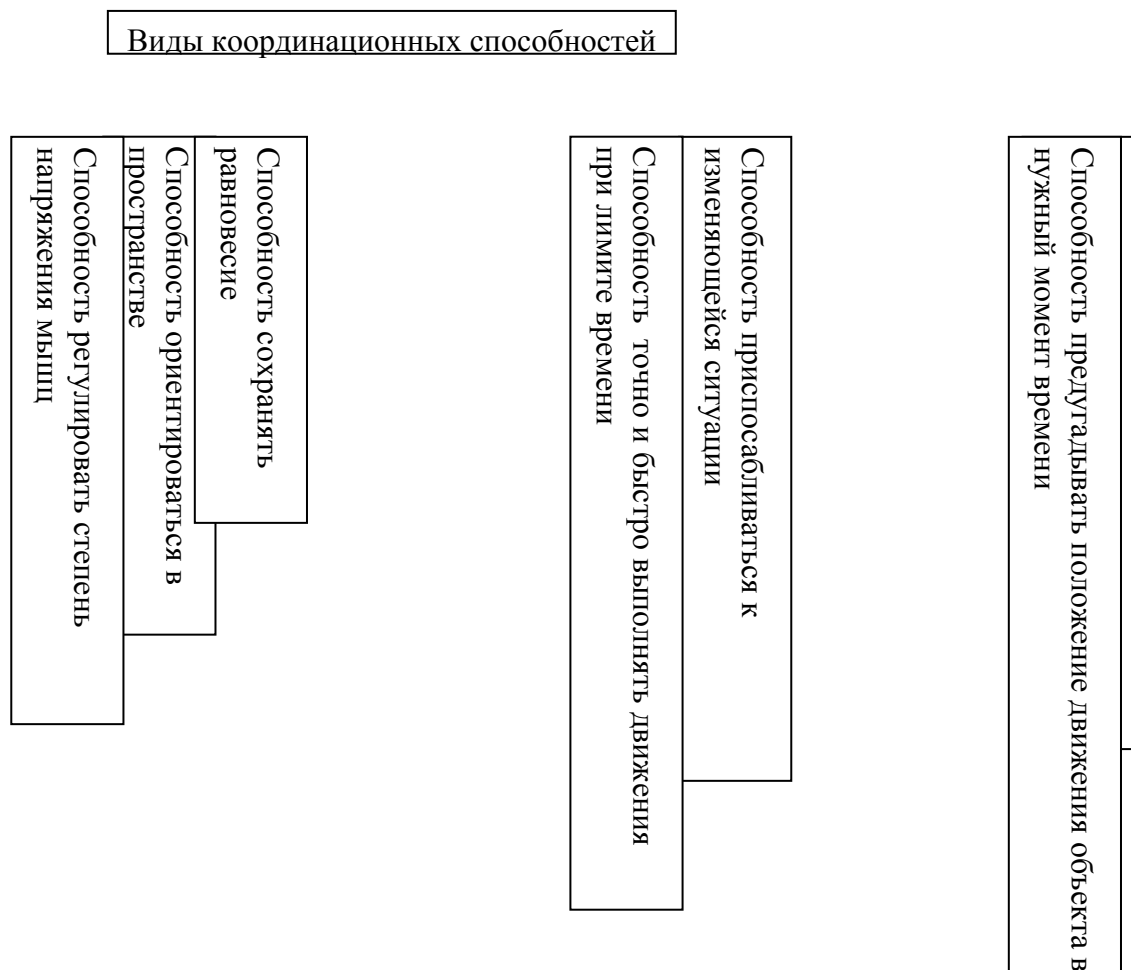 Виды координационных способностей
Способность регулировать степень
напряжения мышц
Способность ориентироваться в
пространстве
Способность сохранять
равновесие
Способность точно и быстро выполнять движения
при лимите времени
Способность приспосабливаться к
изменяющейся ситуации
Способность предугадывать положение движения объекта в
нужный момент времени